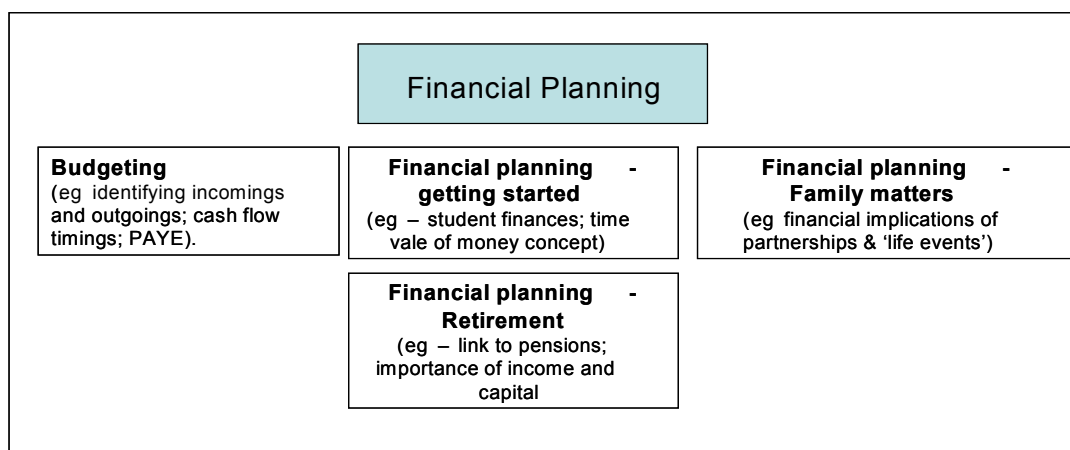 Financial Planning
Budgeting
(eg identifying incomings
and outgoings; cash flow
timings; PAYE).
Financial planning -
getting started
(eg – student finances; time
vale of money concept)
Financial planning -
Family matters
(eg financial implications of
partnerships & ‘life events’)
Financial planning -
Retirement
(eg – link to pensions;
importance of income and
capital